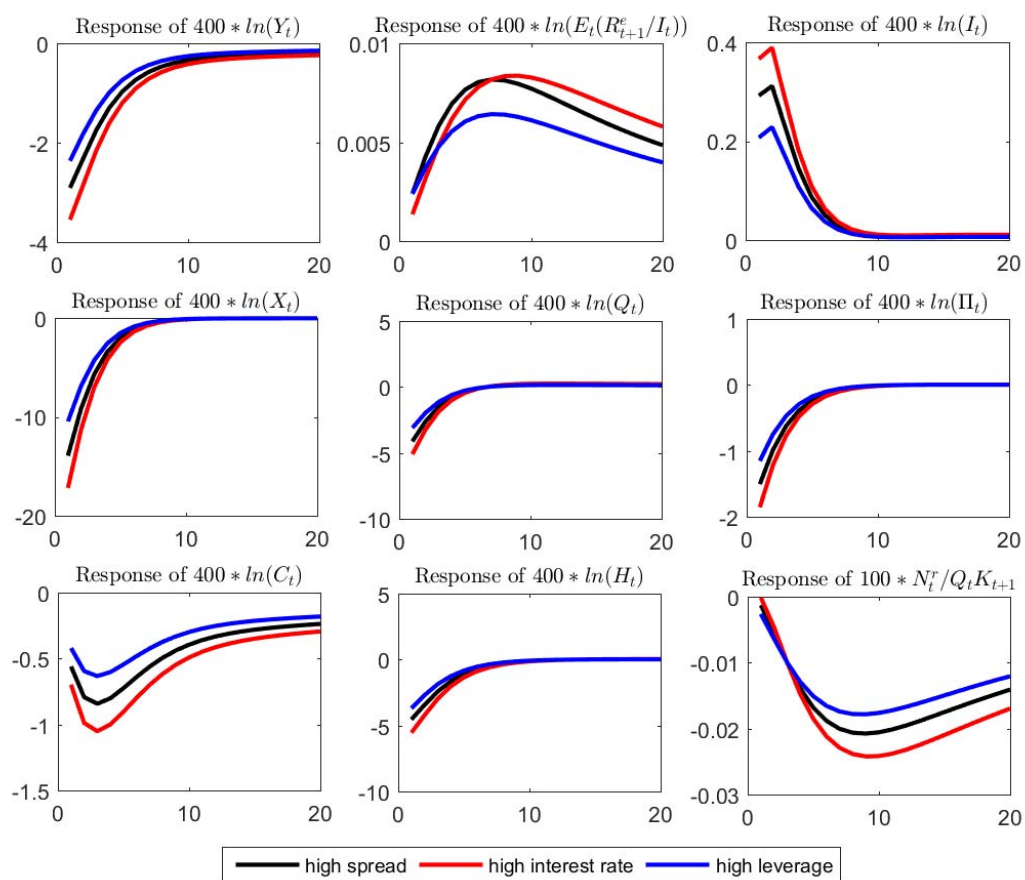 Response of 400 ∗ ln(Y_t)
0
-2
-4
0 10 20
Response of 400 ∗ ln(E_t(R^e_{t+1}/I_t))
0.01
0.005
0
0 10 20
Response of 400 ∗ ln(I_t)
0.4
0.2
0
0 10 20
Response of 400 ∗ ln(X_t)
0
-10
-20
0 10 20
Response of 400 ∗ ln(Q_t)
5
0
-5
-10
0 10 20
Response of 400 ∗ ln(Π_t)
1
0
-1
-2
0 10 20
Response of 400 ∗ ln(C_t)
0
-0.5
-1
-1.5
0 10 20
Response of 400 ∗ ln(H_t)
5
0
-5
-10
0 10 20
Response of 100 ∗ N^r_t/Q_tK_{t+1}
0
-0.01
-0.02
-0.03
0 10 20
high spread high interest rate high leverage